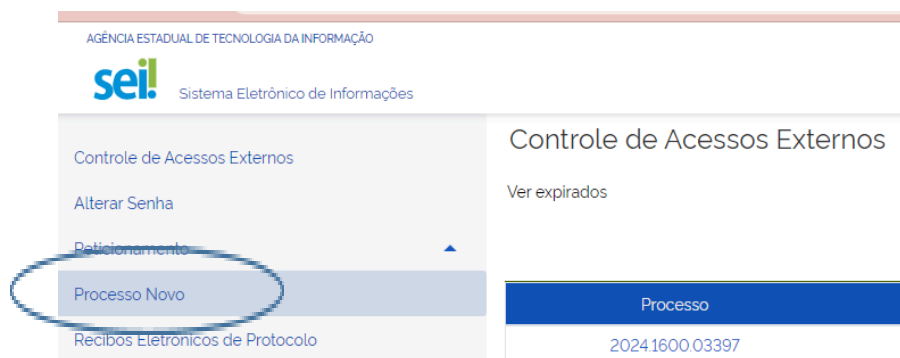 AGÊNCIA ESTADUAL DE TECNOLOGIA DA INFORMAÇÃO
sei!
Sistema Eletrônico de Informações
Controle de Acessos Externos
Alterar Senha
Peticionamento
Processo Novo
Recibos Eletrônicos de Protocolo
Controle de Acessos Externos
Ver expirados
Processo
2024.1600.03397